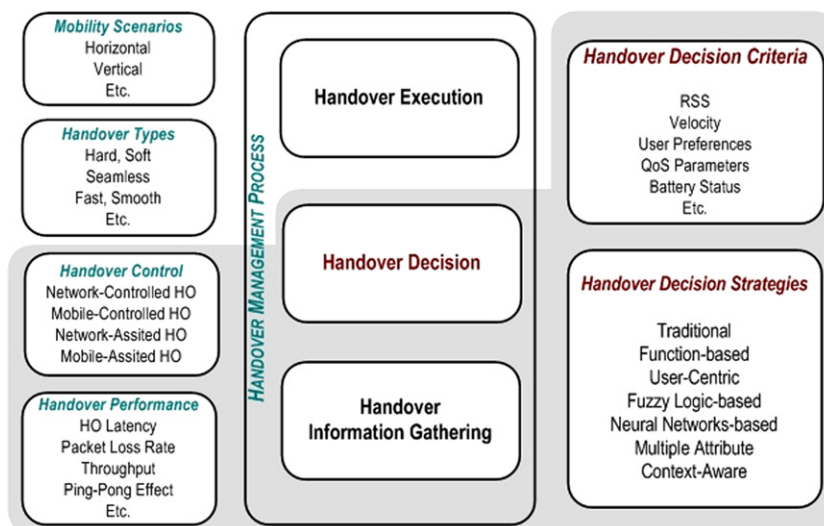 Mobility Scenarios
Horizontal
Vertical
Etc.
Handover Types
Hard, Soft
Seamless
Fast, Smooth
Etc.
Handover Control
Network-Controlled HO
Mobile-Controlled HO
Network-Assited HO
Mobile-Assited HO
Handover Performance
HO Latency
Packet Loss Rate
Throughput
Ping-Pong Effect
Etc.
HANDOVER MANAGEMENT PROCESS
Handover Execution
Handover Decision
Handover
Information Gathering
Handover Decision Criteria
RSS
Velocity
User Preferences
QoS Parameters
Battery Status
Etc.
Handover Decision Strategies
Traditional
Function-based
User-Centric
Fuzzy Logic-based
Neural Networks-based
Multiple Attribute
Context-Aware